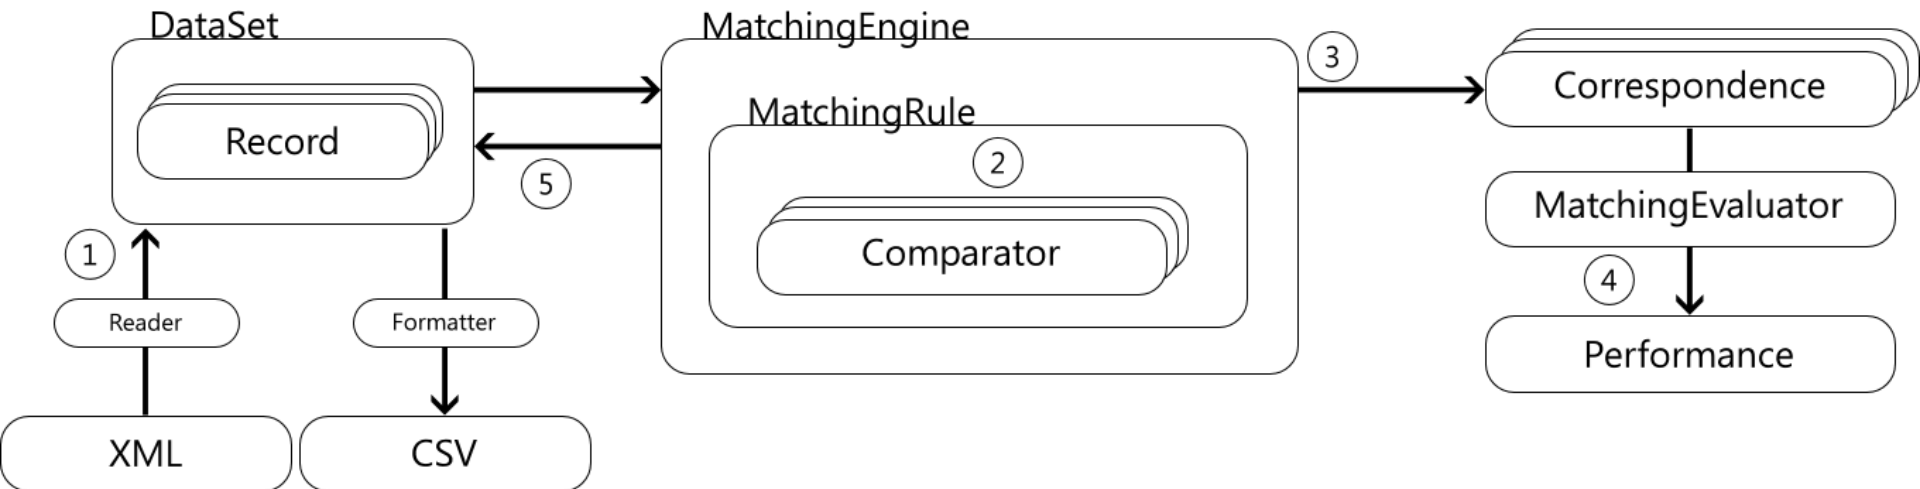 DataSet
MatchingEngine
3
Correspondence
MatchingRule
Record
2
5
MatchingEvaluator
1
Comparator
4
Reader
Formatter
Performance
XML
CSV